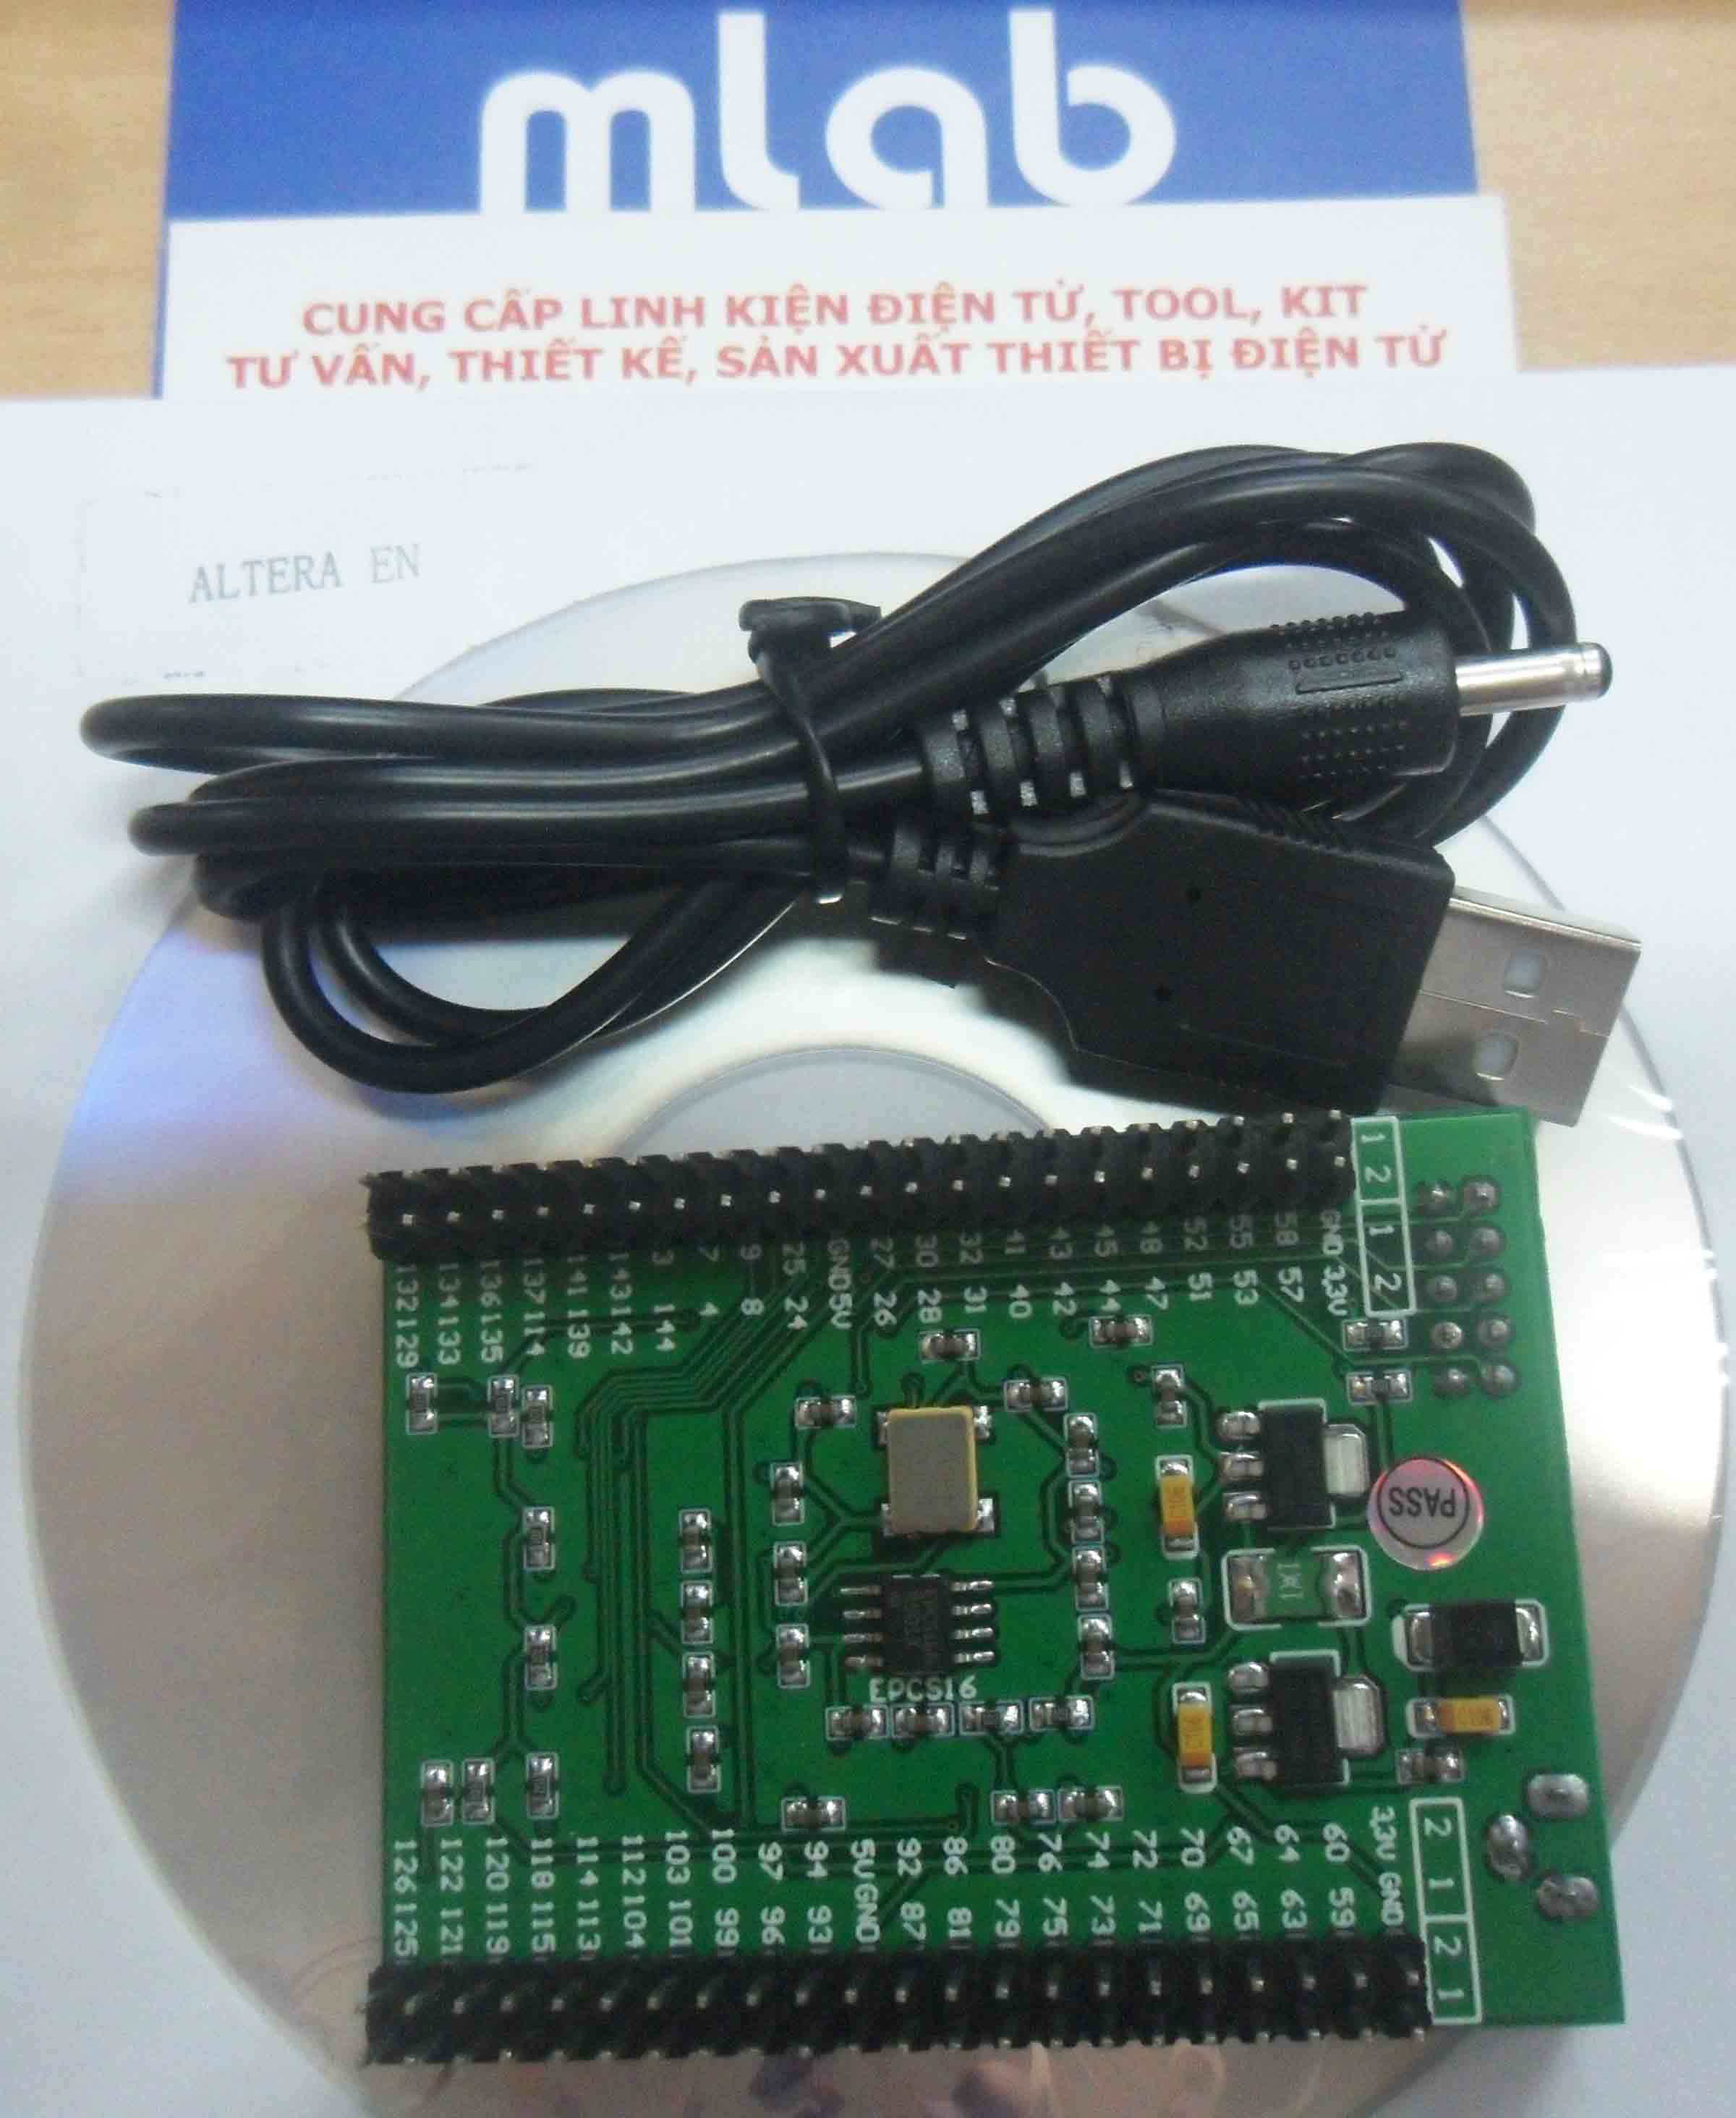 mlab
CUNG CẤP LINH KIỆN ĐIỆN TỬ, TOOL, KIT
TƯ VẤN, THIẾT KẾ, SẢN XUẤT THIẾT BỊ ĐIỆN TỬ
ALTERA EN
1 2 1 2
132 134 136 137 141 143 3 7 9 25 GND 27 30 32 41 43 45 48 52 55 58 GND
129 133 135 114 139 142 144 4 8 24 5V 26 28 31 40 42 44 47 51 53 57 3.3V
PASS
EPCS16
126 122 120 118 114 112 103 100 97 94 5V 92 86 80 76 74 72 70 67 64 60 3.3V
125 121 119 115 113 104 101 99 96 93 GND 87 81 79 75 73 71 69 65 63 59 GND
2 1 2 1